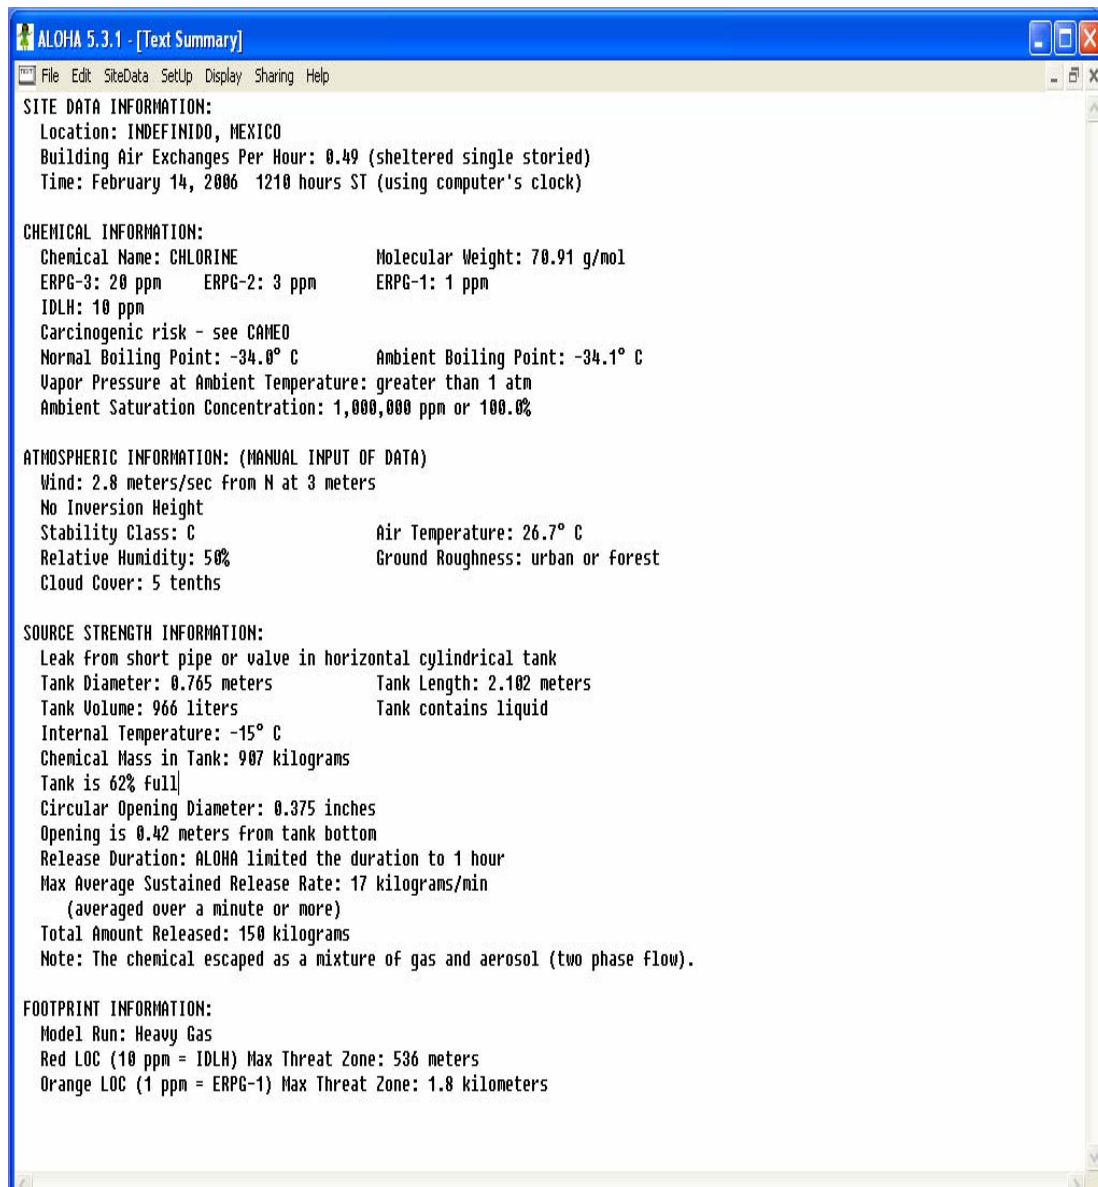 ALOHA 5.3.1 - [Text Summary]
File Edit SiteData SetUp Display Sharing Help
SITE DATA INFORMATION:
Location: INDEFINIDO, MEXICO
Building Air Exchanges Per Hour: 0.49 (sheltered single storied)
Time: February 14, 2006 1210 hours ST (using computer's clock)
CHEMICAL INFORMATION:
Chemical Name: CHLORINE Molecular Weight: 70.91 g/mol
ERPG-3: 20 ppm ERPG-2: 3 ppm ERPG-1: 1 ppm
IDLH: 10 ppm
Carcinogenic risk - see CAMEO
Normal Boiling Point: -34.0° C Ambient Boiling Point: -34.1° C
Vapor Pressure at Ambient Temperature: greater than 1 atm
Ambient Saturation Concentration: 1,000,000 ppm or 100.0%
ATMOSPHERIC INFORMATION: (MANUAL INPUT OF DATA)
Wind: 2.8 meters/sec from N at 3 meters
No Inversion Height
Stability Class: C Air Temperature: 26.7° C
Relative Humidity: 50% Ground Roughness: urban or forest
Cloud Cover: 5 tenths
SOURCE STRENGTH INFORMATION:
Leak from short pipe or valve in horizontal cylindrical tank
Tank Diameter: 0.765 meters Tank Length: 2.102 meters
Tank Volume: 966 liters Tank contains liquid
Internal Temperature: -15° C
Chemical Mass in Tank: 907 kilograms
Tank is 62% full
Circular Opening Diameter: 0.375 inches
Opening is 0.42 meters from tank bottom
Release Duration: ALOHA limited the duration to 1 hour
Max Average Sustained Release Rate: 17 kilograms/min
(averaged over a minute or more)
Total Amount Released: 150 kilograms
Note: The chemical escaped as a mixture of gas and aerosol (two phase flow).
FOOTPRINT INFORMATION:
Model Run: Heavy Gas
Red LOC (10 ppm = IDLH) Max Threat Zone: 536 meters
Orange LOC (1 ppm = ERPG-1) Max Threat Zone: 1.8 kilometers